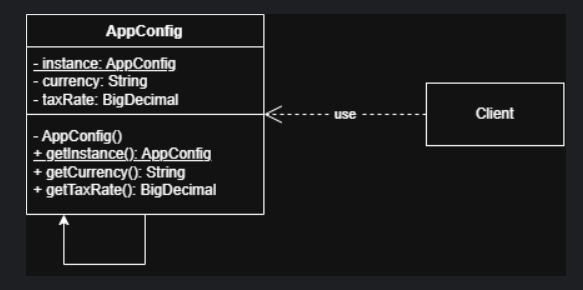 AppConfig
- instance: AppConfig
- currency: String
- taxRate: BigDecimal
- AppConfig()
+ getInstance(): AppConfig
+ getCurrency(): String
+ getTaxRate(): BigDecimal
use
Client